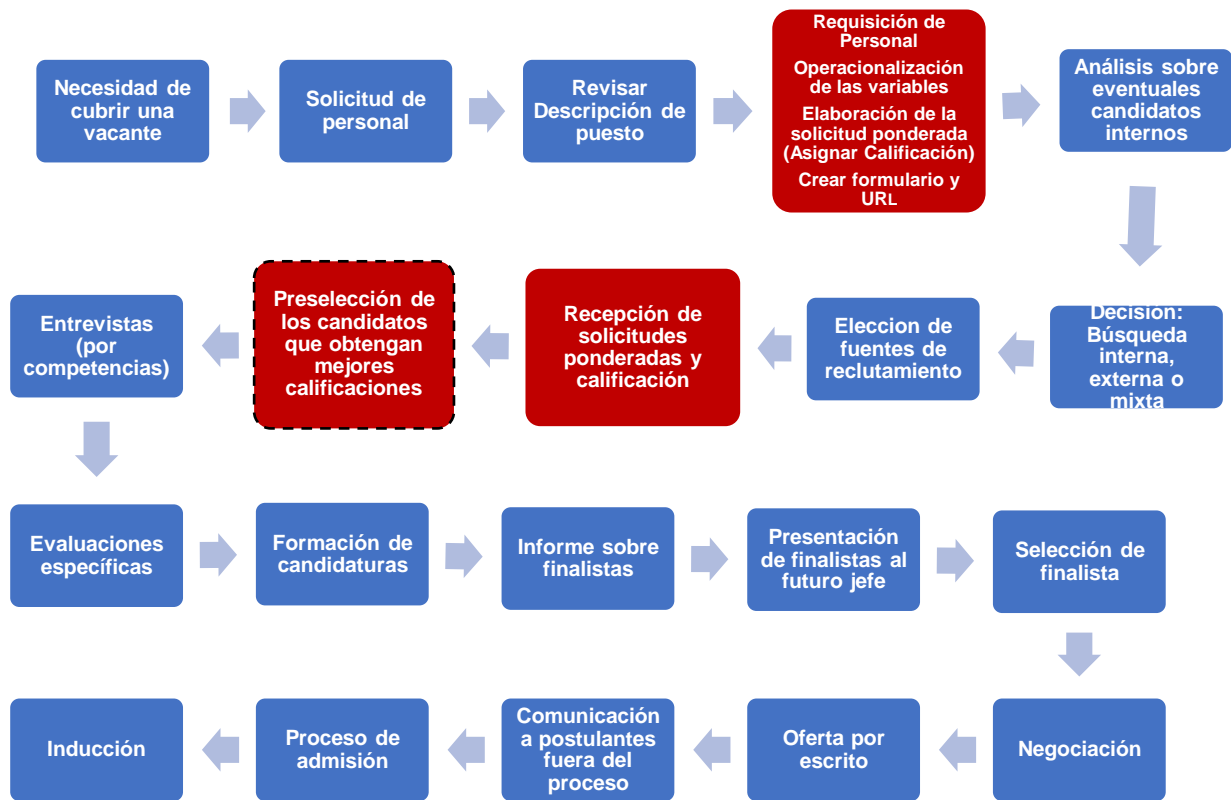 Necesidad de
cubrir una
vacante
Solicitud de
personal
Revisar
Descripción de
puesto
Requisición de
Personal
Operacionalización
de las variables
Elaboración de la
solicitud ponderada
(Asignar Calificación)
Crear formulario y
URL
Análisis sobre
eventuales
candidatos
internos
Decisión:
Búsqueda
interna,
externa o
mixta
Eleccion de
fuentes de
reclutamiento
Recepción de
solicitudes
ponderadas y
calificación
Preselección de
los candidatos
que obtengan
mejores
calificaciones
Entrevistas
(por
competencias)
Evaluaciones
específicas
Formación de
candidaturas
Informe sobre
finalistas
Presentación
de finalistas al
futuro jefe
Selección de
finalista
Negociación
Oferta por
escrito
Comunicación
a postulantes
fuera del
proceso
Proceso de
admisión
Inducción